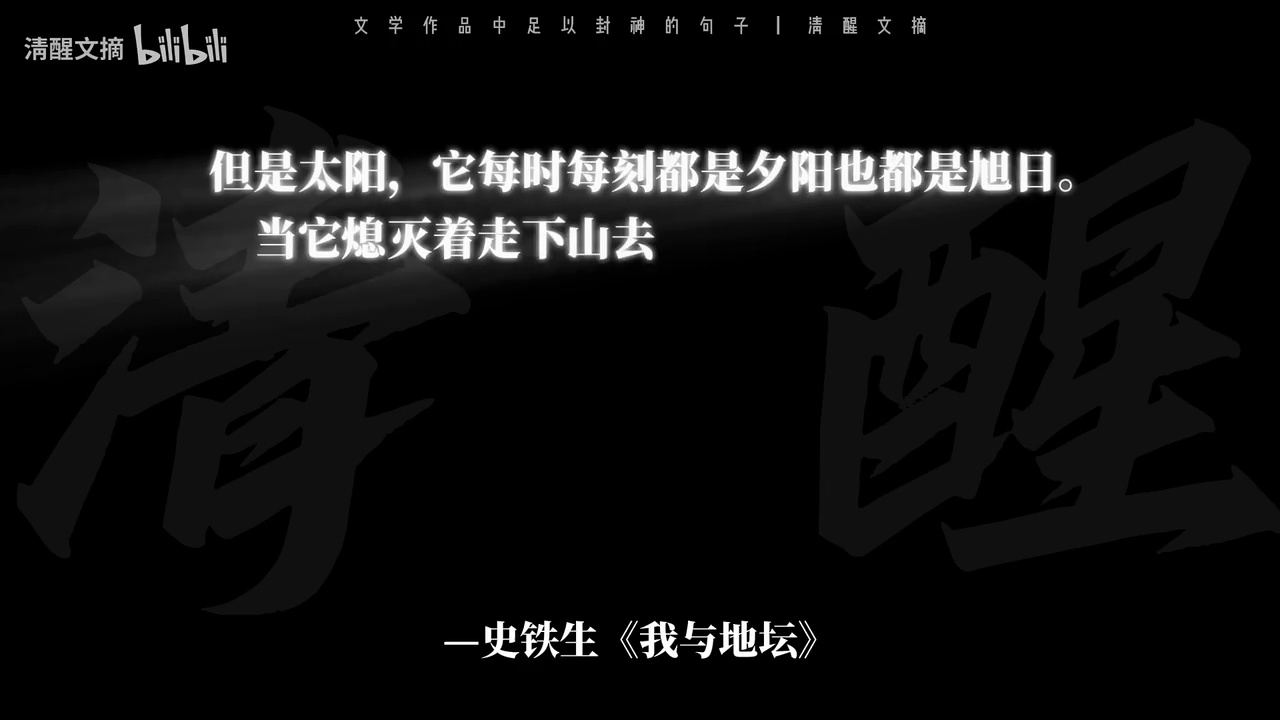 文学作品中足以封神的句子 | 清醒文摘
清醒文摘 bilibili
清醒
但是太阳，它每时每刻都是夕阳也都是旭日。
当它熄灭着走下山去
—史铁生《我与地坛》